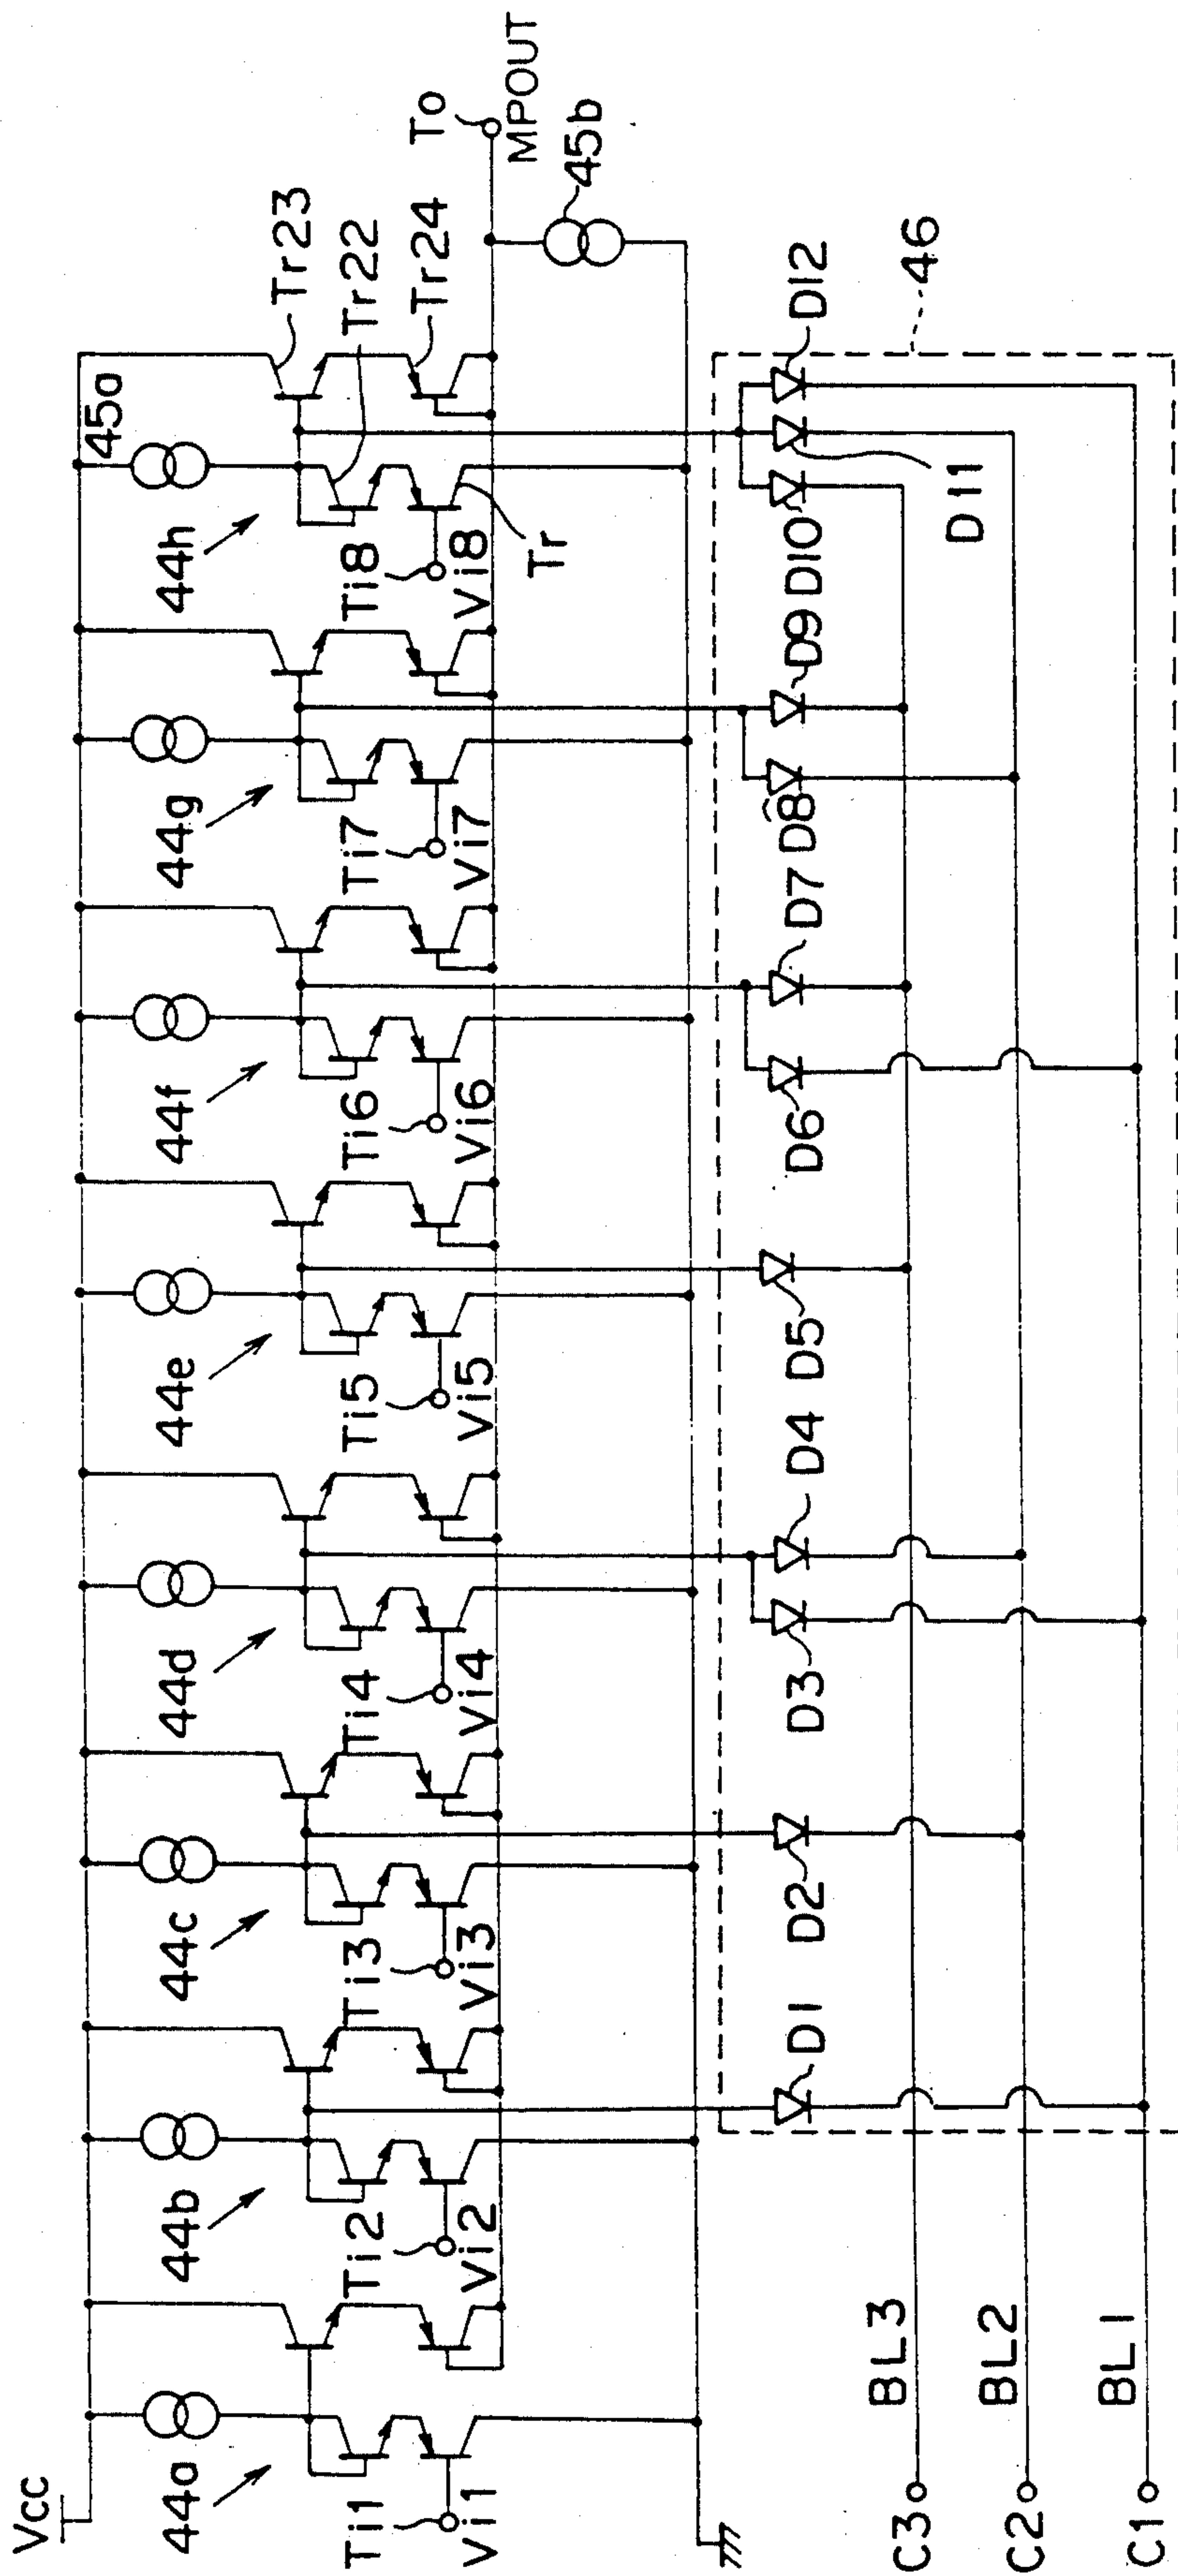 Vcc
44a
44b
44c
44d
44e
44f
44g
44h
45a
Tr23
Tr22
Tr24
To
MPOUT
45b
Ti1
Vi1
Ti2
Vi2
Ti3
Vi3
Ti4
Vi4
Ti5
Vi5
Ti6
Vi6
Ti7
Vi7
Ti8
Vi8
Tr
46
D1
D2
D3
D4
D5
D6
D7
D8
D9
D10
D11
D12
C3
BL3
C2
BL2
C1
BL1